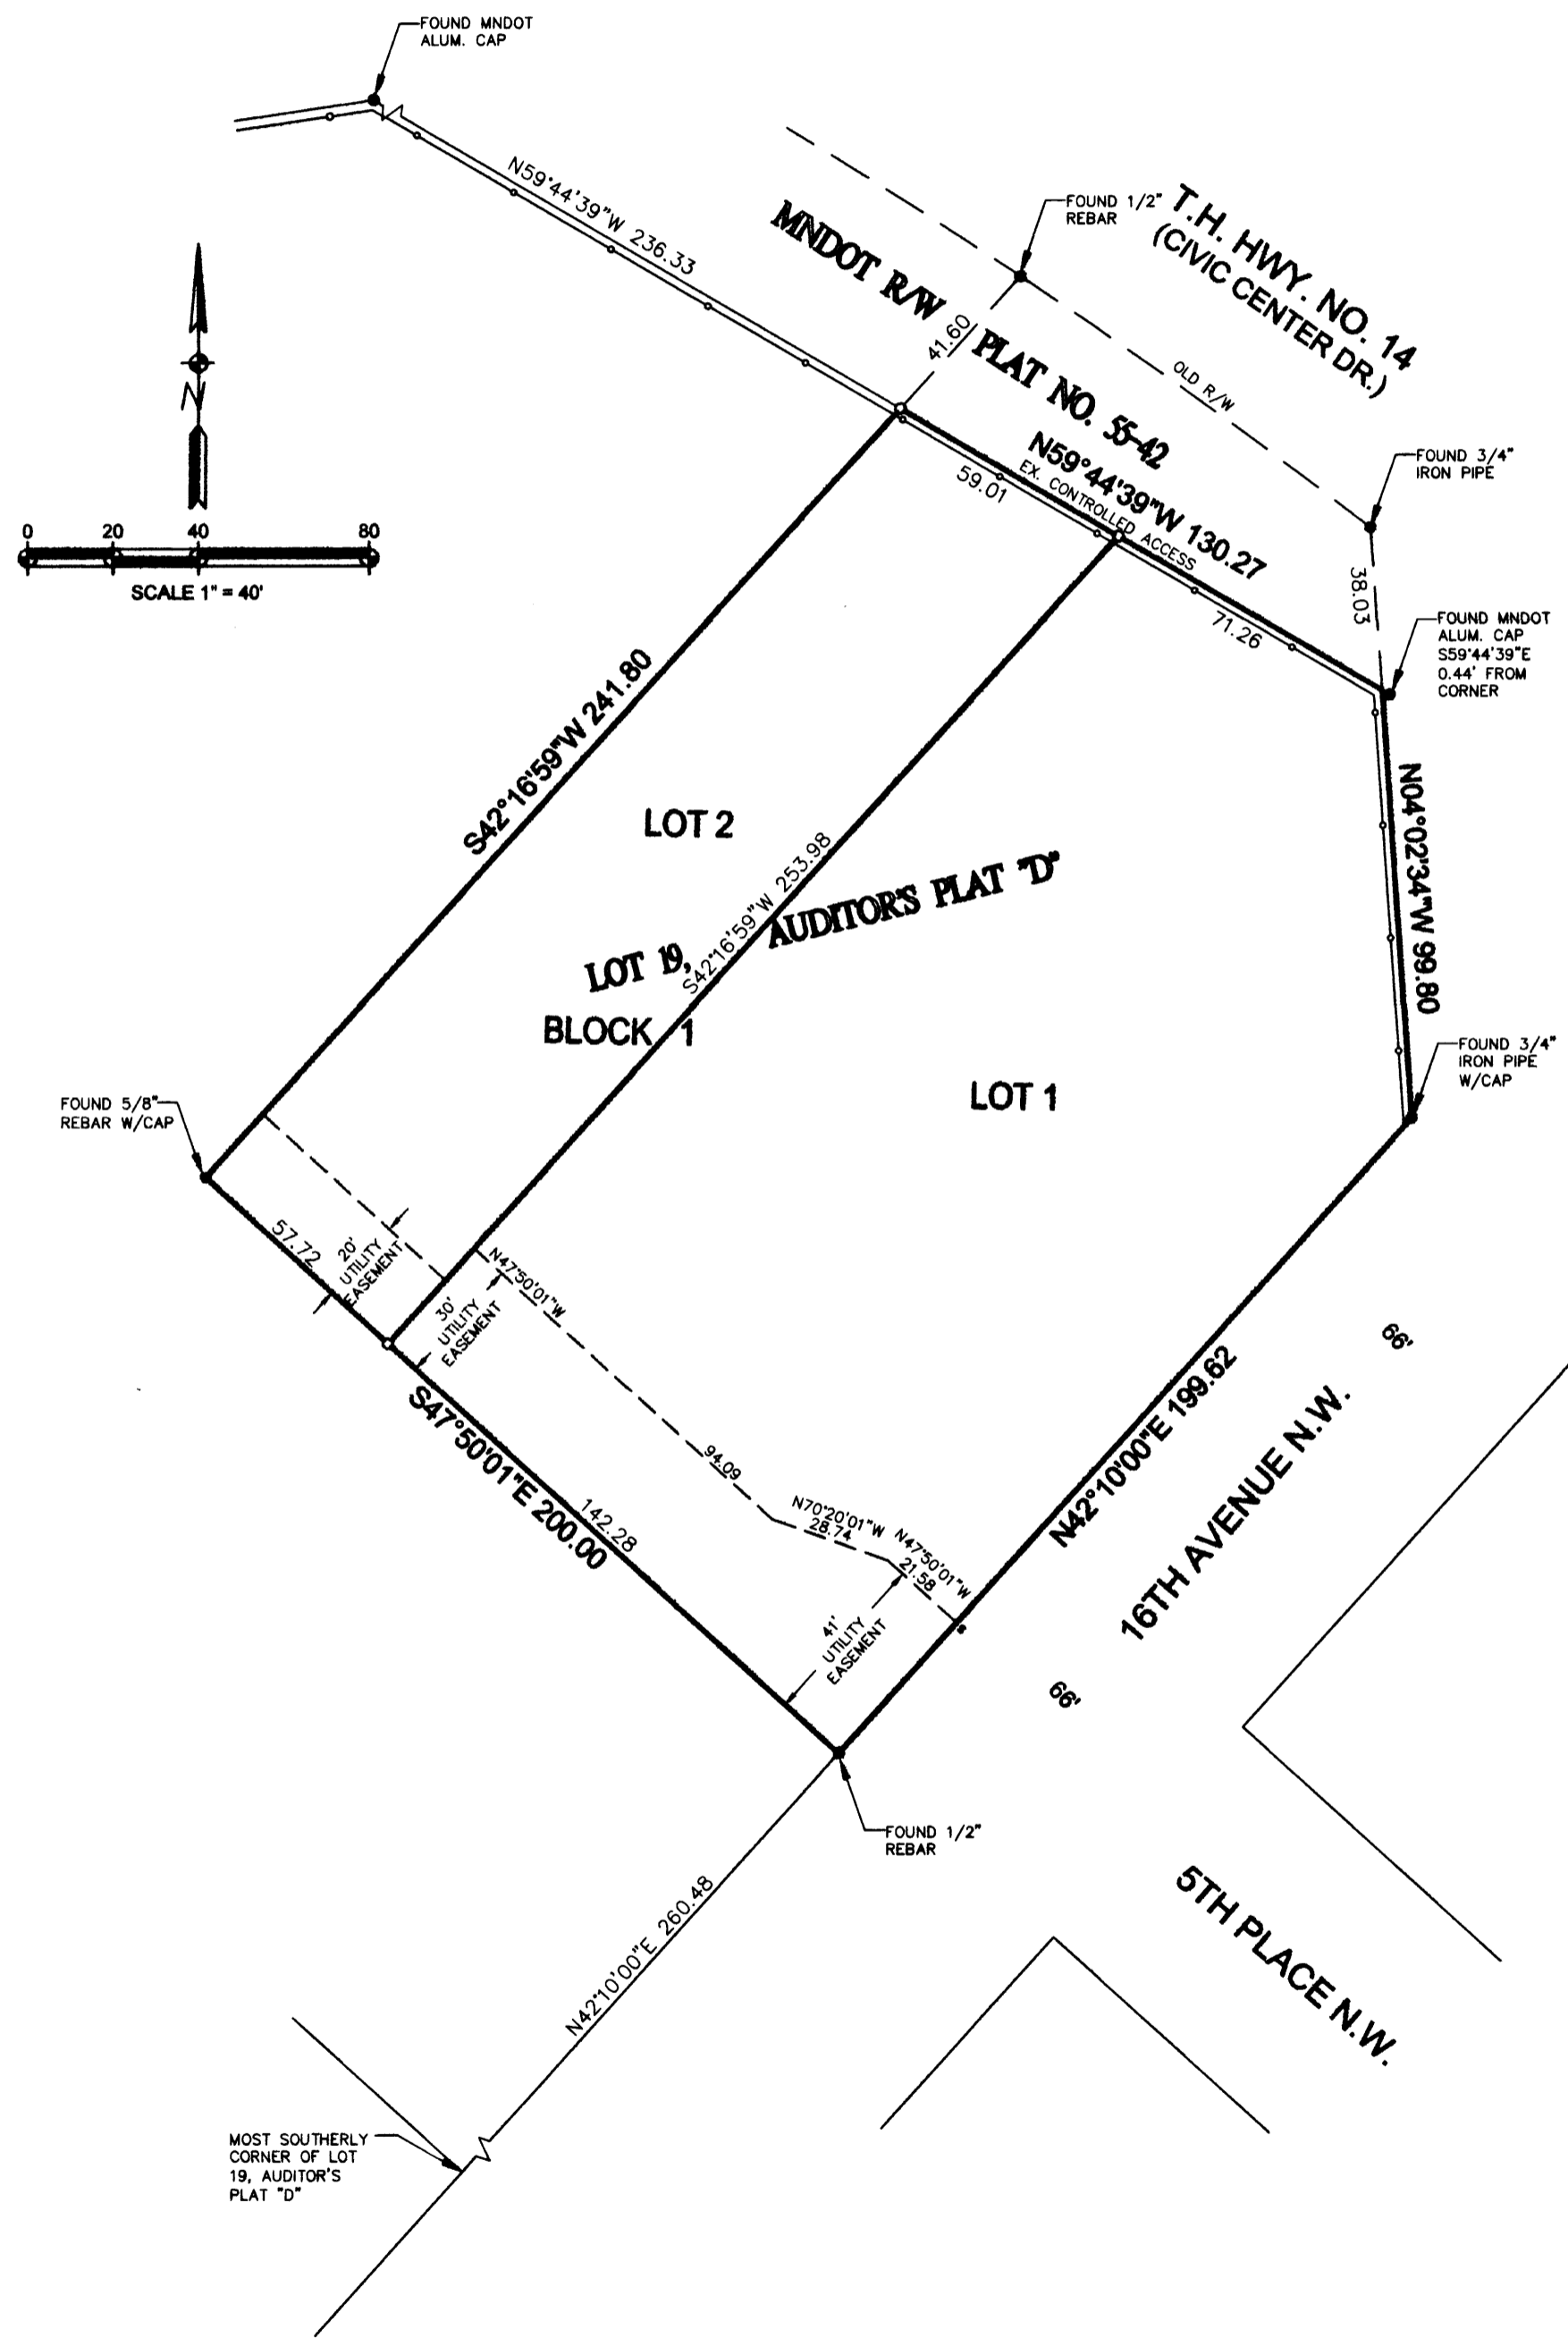 FOUND MNDOT
ALUM. CAP
N59°44'39"W 236.33
MNDOT R/W PLAT NO. 55-42
FOUND 1/2"
REBAR
T.H. HWY. NO. 14
(CIVIC CENTER DR.)
41.60
OLD R/W
N59°44'39"W 130.27
EX. CONTROLLED ACCESS
59.01
71.26
FOUND 3/4"
IRON PIPE
38.03
FOUND MNDOT
ALUM. CAP
S59°44'39"E
0.44' FROM
CORNER
N
0 20 40 80
SCALE 1" = 40'
S42°16'59"W 241.80
LOT 2
S42°16'59"W 253.98
LOT 19, AUDITOR'S PLAT "D"
BLOCK 1
LOT 1
N04°02'34"W 99.80
FOUND 3/4"
IRON PIPE
W/CAP
FOUND 5/8"
REBAR W/CAP
57.72
20'
UTILITY
EASEMENT
30'
UTILITY
EASEMENT
N47°50'01"W
94.09
N70°20'01"W
28.74
N47°50'01"W
21.58
41'
UTILITY
EASEMENT
S47°50'01"E 200.00
142.28
N42°10'00"E 199.62
16TH AVENUE N.W.
66'
66'
FOUND 1/2"
REBAR
5TH PLACE N.W.
N42°10'00"E 260.48
MOST SOUTHERLY
CORNER OF LOT
19, AUDITOR'S
PLAT "D"